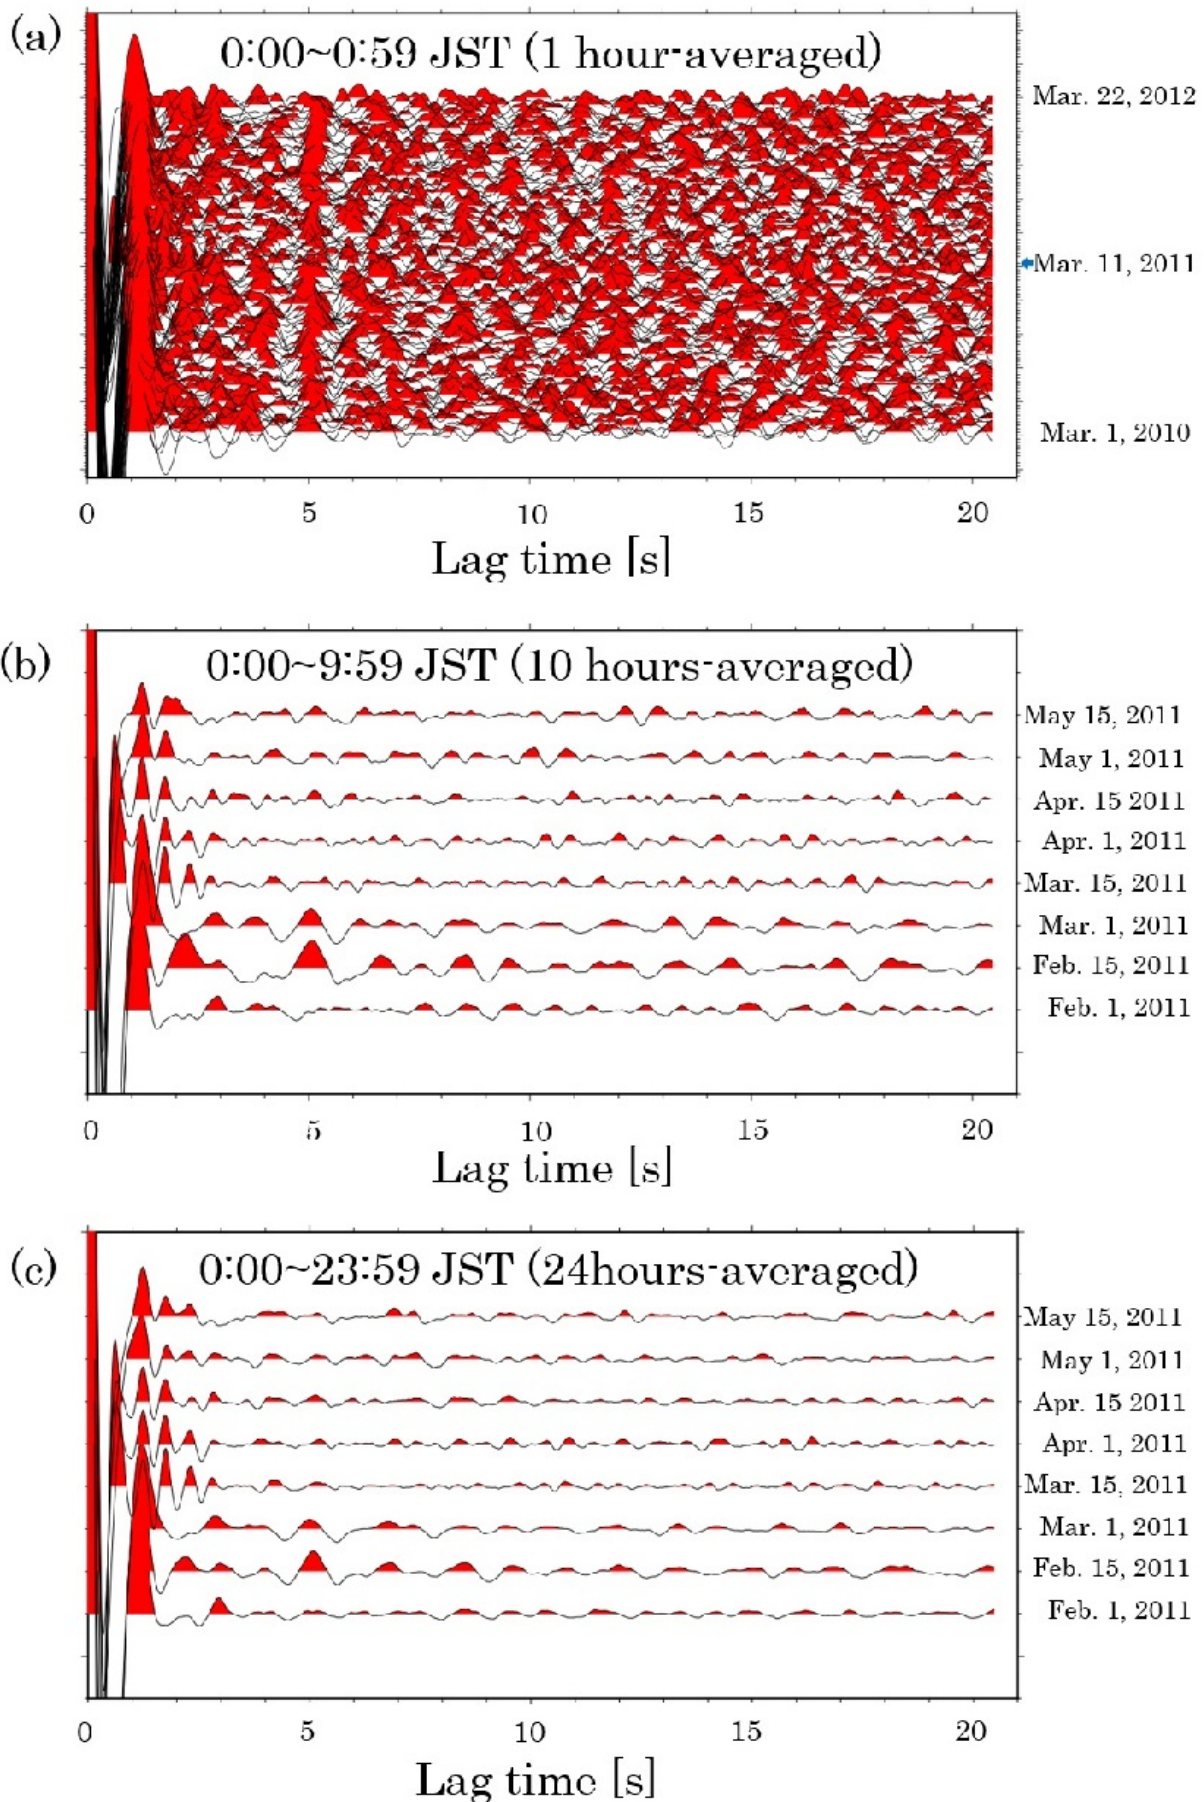 (a)
0:00~0:59 JST (1 hour-averaged)
Mar. 22, 2012
Mar. 11, 2011
Mar. 1, 2010
0 5 10 15 20
Lag time [s]
(b)
0:00~9:59 JST (10 hours-averaged)
May 15, 2011
May 1, 2011
Apr. 15 2011
Apr. 1, 2011
Mar. 15, 2011
Mar. 1, 2011
Feb. 15, 2011
Feb. 1, 2011
0 5 10 15 20
Lag time [s]
(c)
0:00~23:59 JST (24hours-averaged)
May 15, 2011
May 1, 2011
Apr. 15 2011
Apr. 1, 2011
Mar. 15, 2011
Mar. 1, 2011
Feb. 15, 2011
Feb. 1, 2011
0 5 10 15 20
Lag time [s]